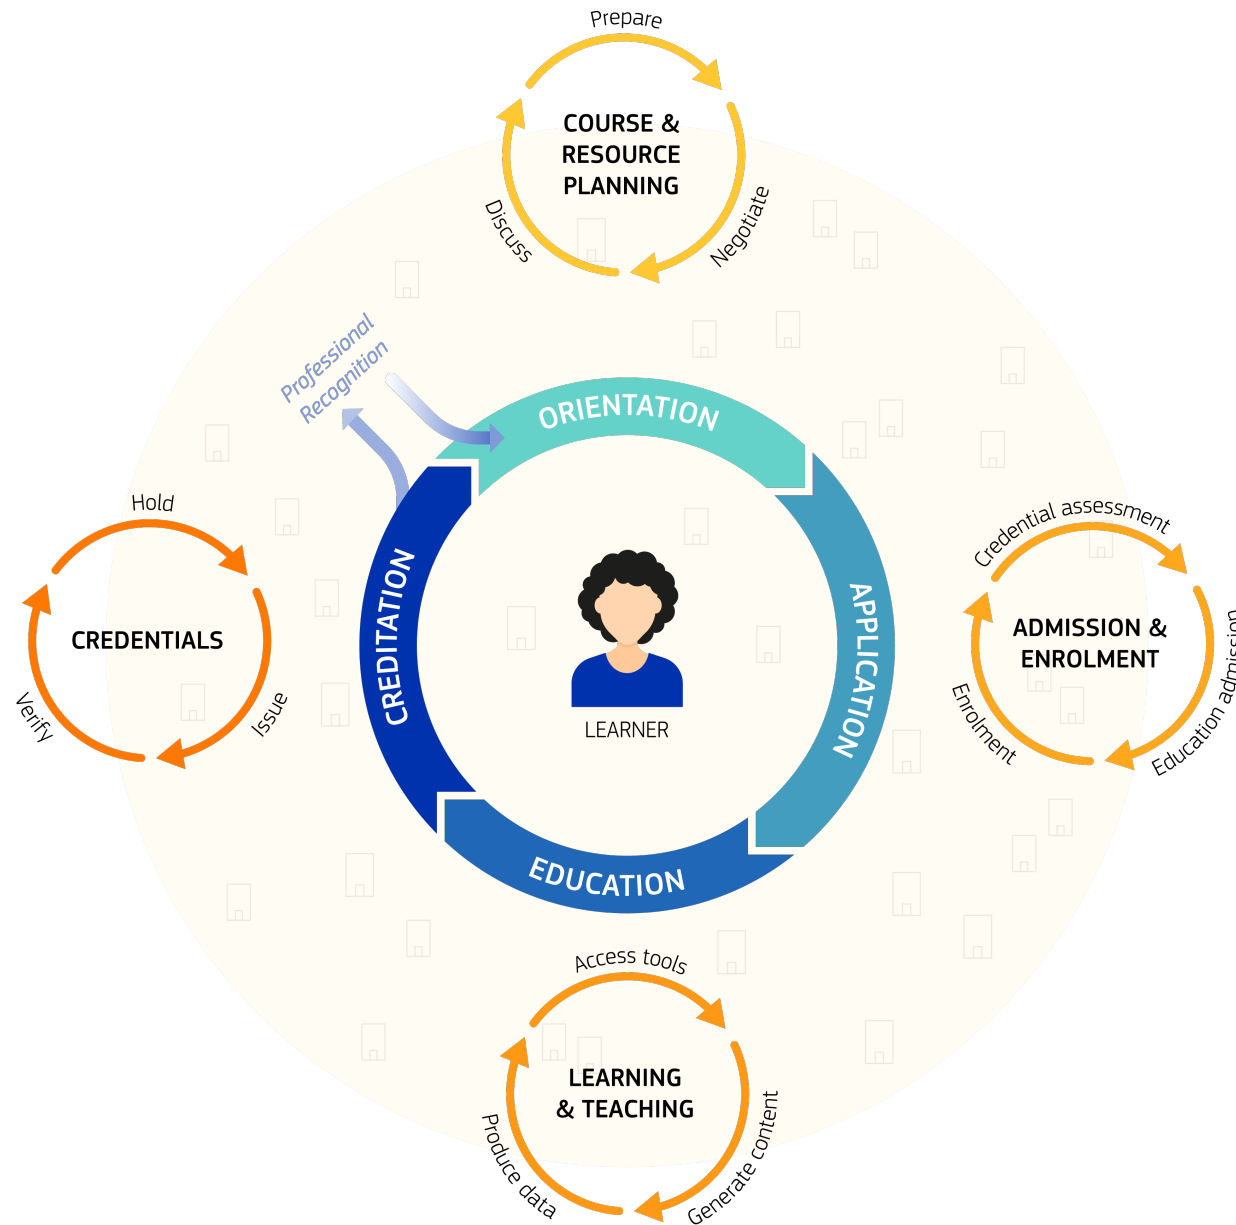 Prepare
COURSE &
RESOURCE
PLANNING
Discuss
Negotiate
Professional
Recognition
ORIENTATION
Hold
CREDENTIALS
Verify
Issue
CREDITATION
APPLICATION
LEARNER
Credential assessment
ADMISSION &
ENROLMENT
Enrolment
Education admission
EDUCATION
Access tools
LEARNING
& TEACHING
Produce data
Generate content